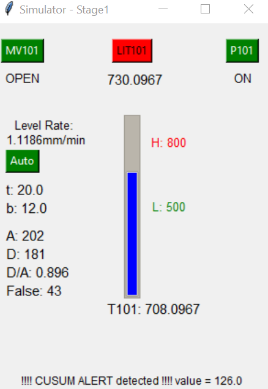 Simulator - Stage1
MV101 LIT101 P101
OPEN 730.0967 ON
Level Rate:
1.1186mm/min
Auto
H: 800
t: 20.0
b: 12.0
L: 500
A: 202
D: 181
D/A: 0.896
False: 43
T101: 708.0967
!!!! CUSUM ALERT detected !!!! value = 126.0